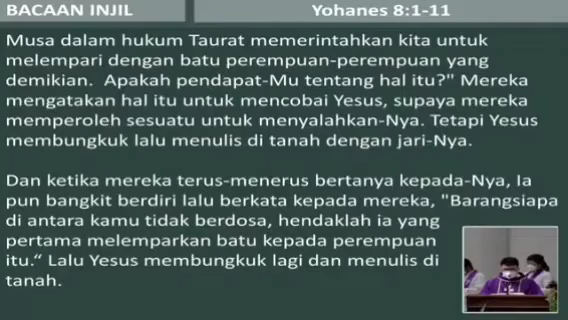 BACAAN INJIL Yohanes 8:1-11
Musa dalam hukum Taurat memerintahkan kita untuk
melempari dengan batu perempuan-perempuan yang
demikian. Apakah pendapat-Mu tentang hal itu?" Mereka
mengatakan hal itu untuk mencobai Yesus, supaya mereka
memperoleh sesuatu untuk menyalahkan-Nya. Tetapi Yesus
membungkuk lalu menulis di tanah dengan jari-Nya.
Dan ketika mereka terus-menerus bertanya kepada-Nya, Ia
pun bangkit berdiri lalu berkata kepada mereka, "Barangsiapa
di antara kamu tidak berdosa, hendaklah ia yang
pertama melemparkan batu kepada perempuan
itu.“ Lalu Yesus membungkuk lagi dan menulis di
tanah.